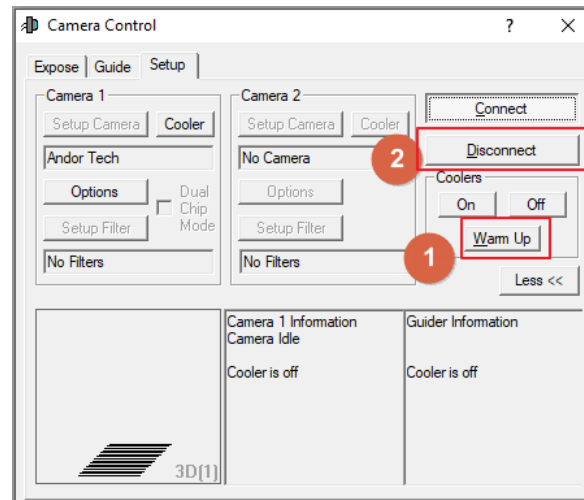 Camera Control
?
Expose
Guide
Setup
Camera 1
Setup Camera
Cooler
Andor Tech
Options
Dual
Chip
Mode
Setup Filter
No Filters
Camera 2
Setup Camera
Cooler
No Camera
Options
Setup Filter
No Filters
Connect
2
Disconnect
Coolers
On
Off
1
Warm Up
Less <<
3D(1)
Camera 1 Information
Camera Idle
Cooler is off
Guider Information
Cooler is off